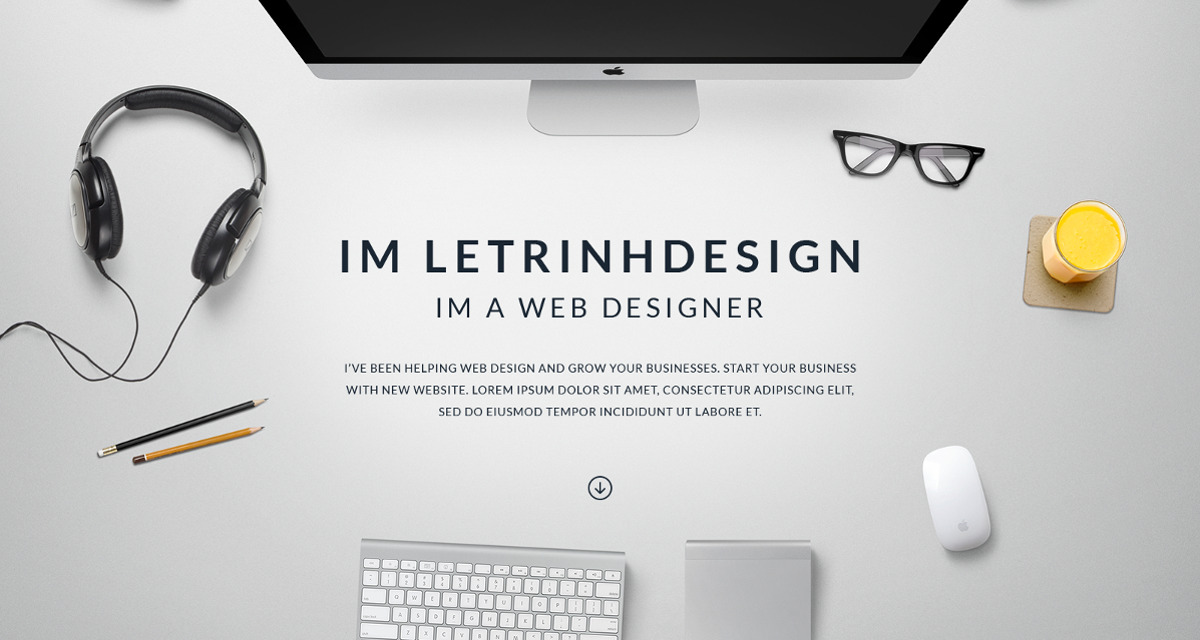 IM LETRINHDESIGN
IM A WEB DESIGNER
I'VE BEEN HELPING WEB DESIGN AND GROW YOUR BUSINESSES. START YOUR BUSINESS
WITH NEW WEBSITE. LOREM IPSUM DOLOR SIT AMET, CONSECTETUR ADIPISCING ELIT,
SED DO EIUSMOD TEMPOR INCIDIDUNT UT LABORE ET.
Q W E R T Y U I O P
A S D F G H J K L
Z X C V B N M